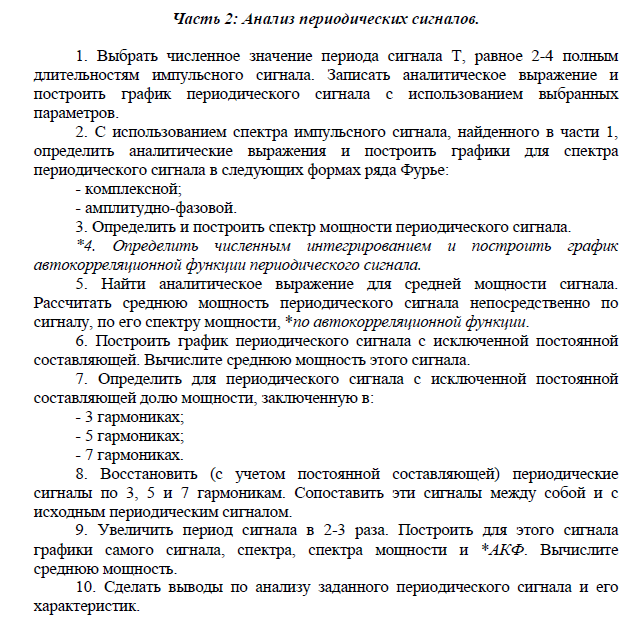 Часть 2: Анализ периодических сигналов.
1. Выбрать численное значение периода сигнала Т, равное 2-4 полным
длительностям импульсного сигнала. Записать аналитическое выражение и
построить график периодического сигнала с использованием выбранных
параметров.
2. С использованием спектра импульсного сигнала, найденного в части 1,
определить аналитические выражения и построить графики для спектра
периодического сигнала в следующих формах ряда Фурье:
- комплексной;
- амплитудно-фазовой.
3. Определить и построить спектр мощности периодического сигнала.
*4. Определить численным интегрированием и построить график
автокорреляционной функции периодического сигнала.
5. Найти аналитическое выражение для средней мощности сигнала.
Рассчитать среднюю мощность периодического сигнала непосредственно по
сигналу, по его спектру мощности, *по автокорреляционной функции.
6. Построить график периодического сигнала с исключенной постоянной
составляющей. Вычислите среднюю мощность этого сигнала.
7. Определить для периодического сигнала с исключенной постоянной
составляющей долю мощности, заключенную в:
- 3 гармониках;
- 5 гармониках;
- 7 гармониках.
8. Восстановить (с учетом постоянной составляющей) периодические
сигналы по 3, 5 и 7 гармоникам. Сопоставить эти сигналы между собой и с
исходным периодическим сигналом.
9. Увеличить период сигнала в 2-3 раза. Построить для этого сигнала
графики самого сигнала, спектра, спектра мощности и *АКФ. Вычислите
среднюю мощность.
10. Сделать выводы по анализу заданного периодического сигнала и его
характеристик.